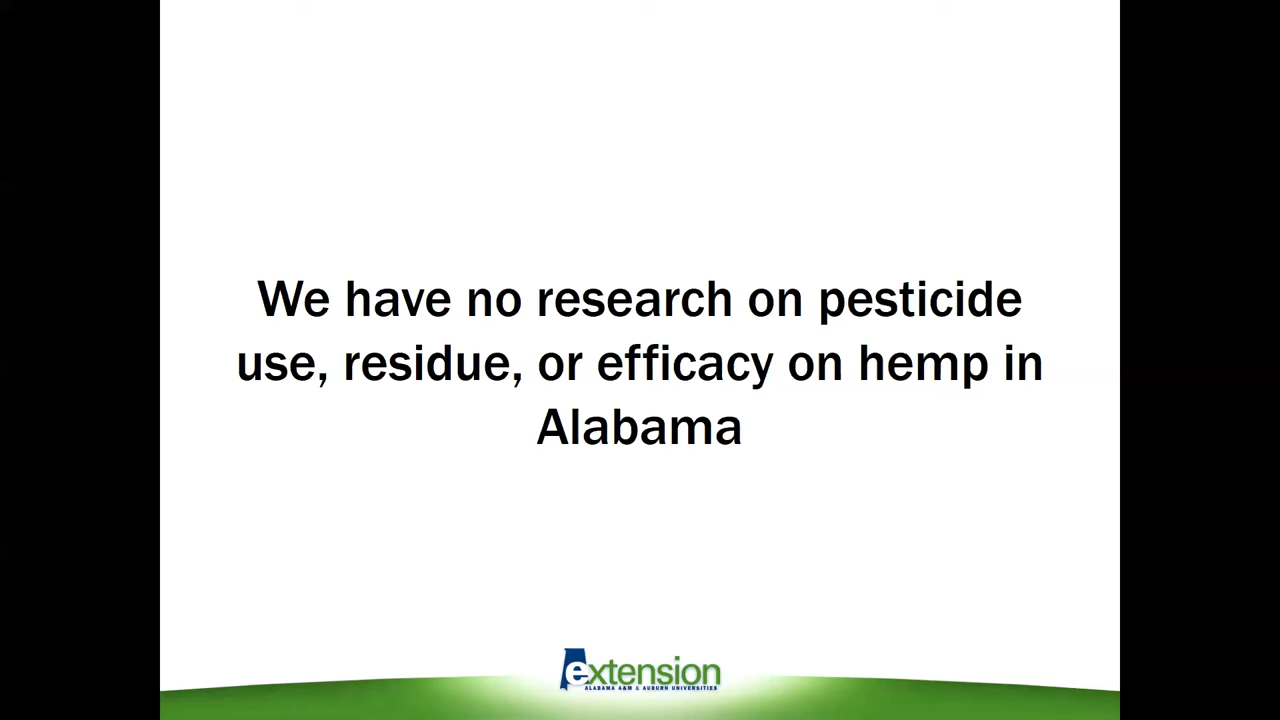 We have no research on pesticide
use, residue, or efficacy on hemp in
Alabama
extension
ALABAMA A&M & AUBURN UNIVERSITIES